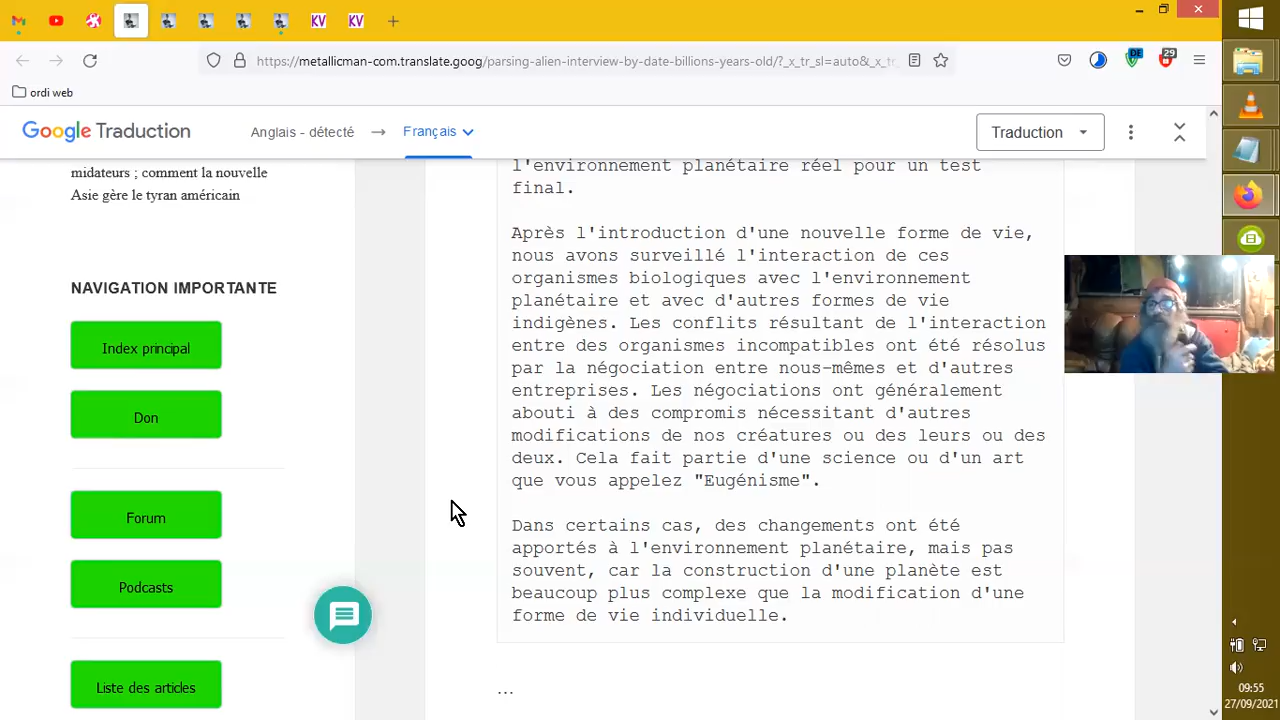 KV
KV
https://metallicman-com.translate.goog/parsing-alien-interview-by-date-billions-years-old/?_x_tr_sl=auto&_x_tr
DE
29
ordi web
Google Traduction
Anglais - détecté
Français
Traduction
midateurs ; comment la nouvelle
Asie gère le tyran américain
NAVIGATION IMPORTANTE
Index principal
Don
Forum
Podcasts
Liste des articles
l'environnement planétaire réel pour un test
final.
Après l'introduction d'une nouvelle forme de vie,
nous avons surveillé l'interaction de ces
organismes biologiques avec l'environnement
planétaire et avec d'autres formes de vie
indigènes. Les conflits résultant de l'interaction
entre des organismes incompatibles ont été résolus
par la négociation entre nous-mêmes et d'autres
entreprises. Les négociations ont généralement
abouti à des compromis nécessitant d'autres
modifications de nos créatures ou des leurs ou des
deux. Cela fait partie d'une science ou d'un art
que vous appelez "Eugénisme".
Dans certains cas, des changements ont été
apportés à l'environnement planétaire, mais pas
souvent, car la construction d'une planète est
beaucoup plus complexe que la modification d'une
forme de vie individuelle.
...
09:55
27/09/2021